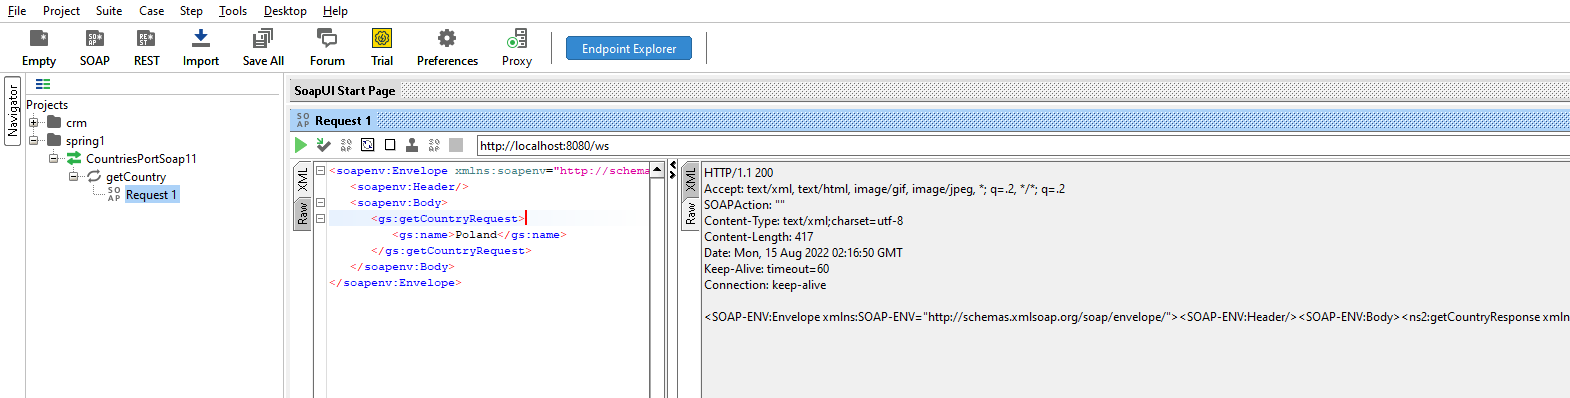 File Project Suite Case Step Tools Desktop Help
Empty SOAP REST Import Save All Forum Trial Preferences Proxy Endpoint Explorer
Navigator
Projects
crm
spring1
CountriesPortSoap11
getCountry
Request 1
SoapUI Start Page
Request 1
http://localhost:8080/ws
XML
Raw
<soapenv:Envelope xmlns:soapenv="http://schema
<soapenv:Header/>
<soapenv:Body>
<gs:getCountryRequest>
<gs:name>Poland</gs:name>
</gs:getCountryRequest>
</soapenv:Body>
</soapenv:Envelope>
XML
Raw
HTTP/1.1 200
Accept: text/xml, text/html, image/gif, image/jpeg, *; q=.2, */*; q=.2
SOAPAction: ""
Content-Type: text/xml;charset=utf-8
Content-Length: 417
Date: Mon, 15 Aug 2022 02:16:50 GMT
Keep-Alive: timeout=60
Connection: keep-alive
<SOAP-ENV:Envelope xmlns:SOAP-ENV="http://schemas.xmlsoap.org/soap/envelope/"><SOAP-ENV:Header/><SOAP-ENV:Body><ns2:getCountryResponse xmln